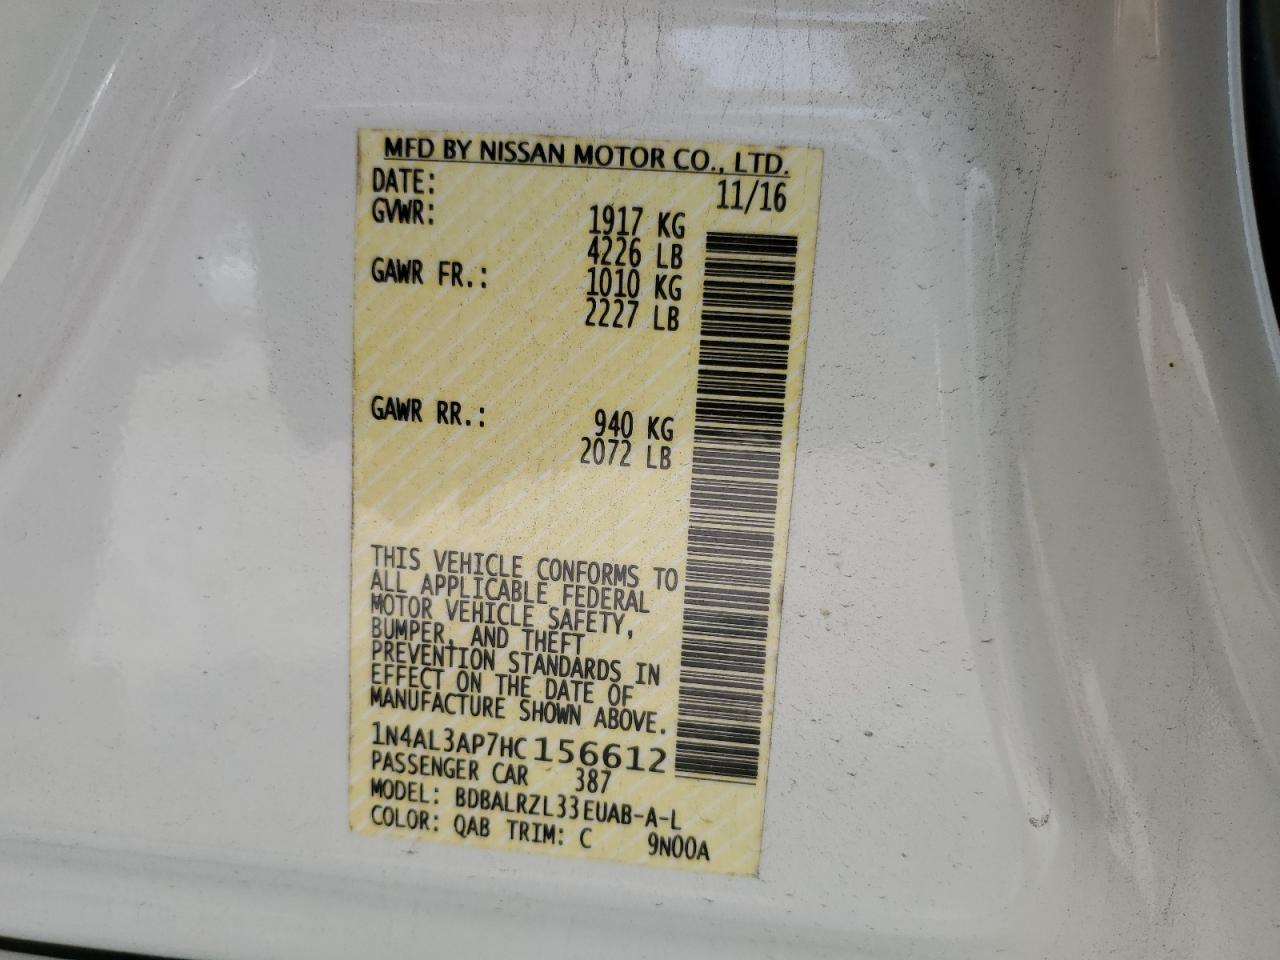 MFD BY NISSAN MOTOR CO., LTD.
DATE: 11/16
GVWR: 1917 KG
4226 LB
GAWR FR.: 1010 KG
2227 LB
GAWR RR.: 940 KG
2072 LB
THIS VEHICLE CONFORMS TO
ALL APPLICABLE FEDERAL
MOTOR VEHICLE SAFETY,
BUMPER, AND THEFT
PREVENTION STANDARDS IN
EFFECT ON THE DATE OF
MANUFACTURE SHOWN ABOVE.
1N4AL3AP7HC156612
PASSENGER CAR 387
MODEL: BDBALRZL33EUAB-A-L
COLOR: QAB TRIM: C 9N00A